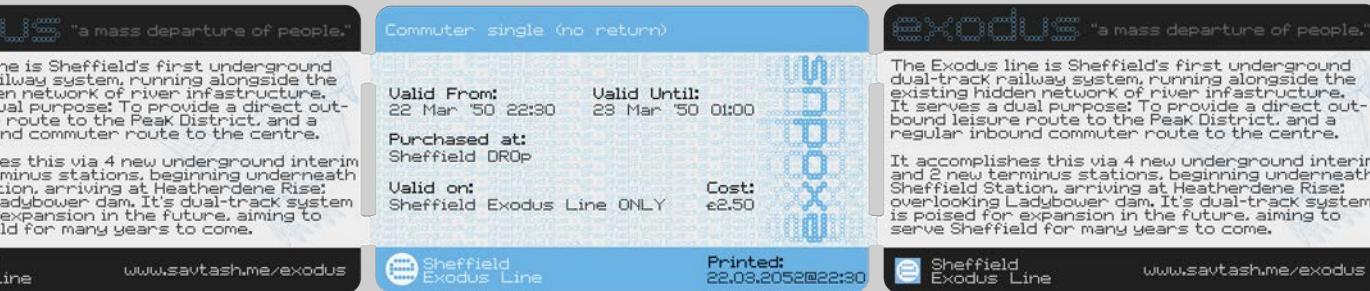 us "a mass departure of people."
ne is Sheffield's first underground
ilway system, running alongside the
en network of river infastructure.
ual purpose: To provide a direct out-
route to the Peak District, and a
nd commuter route to the centre.
es this via 4 new underground interim
minus stations, beginning underneath
tion, arriving at Heatherdene Rise:
adybower dam. It's dual-track system
expansion in the future, aiming to
ld for many years to come.
ine
www.savtash.me/exodus
Commuter single (no return)
Valid From: Valid Until:
22 Mar '50 22:30 23 Mar '50 01:00
Purchased at:
Sheffield DROp
Valid on: Cost:
Sheffield Exodus Line ONLY £2.50
exodus
Sheffield
Exodus Line
Printed:
22.03.2052@22:30
exodus "a mass departure of people."
The Exodus line is Sheffield's first underground
dual-track railway system, running alongside the
existing hidden network of river infastructure.
It serves a dual purpose: To provide a direct out-
bound leisure route to the Peak District, and a
regular inbound commuter route to the centre.
It accomplishes this via 4 new underground interim
and 2 new terminus stations, beginning underneath
Sheffield Station, arriving at Heatherdene Rise:
overlooking Ladybower dam. It's dual-track system
is poised for expansion in the future, aiming to
serve Sheffield for many years to come.
Sheffield
Exodus Line
www.savtash.me/exodus